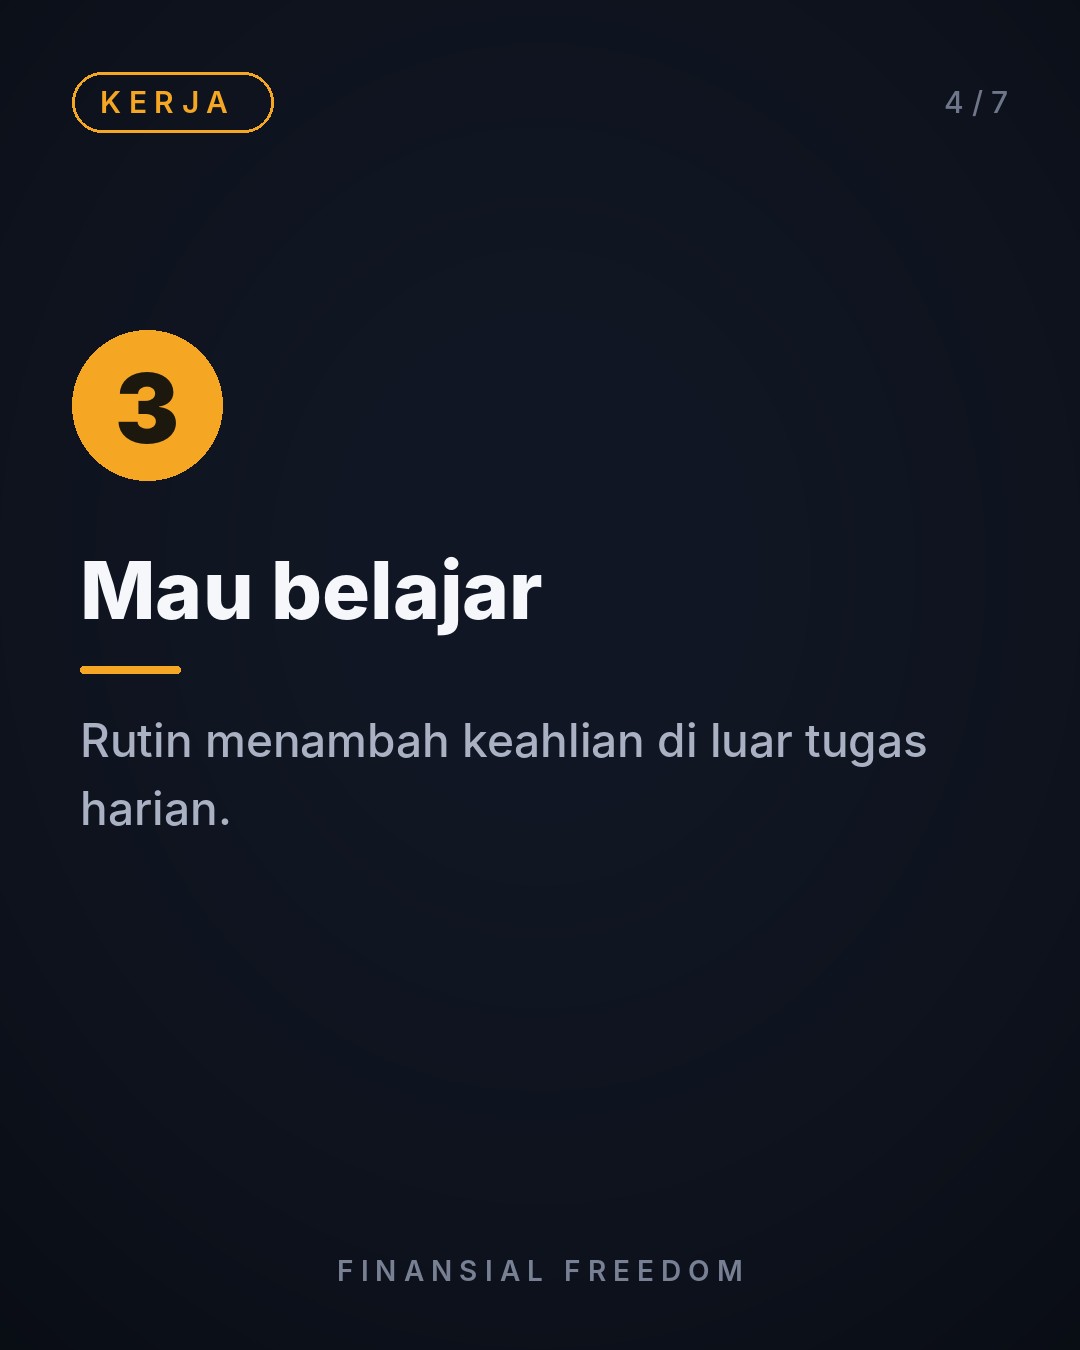 KERJA
4/7
3
Mau belajar
Rutin menambah keahlian di luar tugas
harian.
FINANSIAL FREEDOM